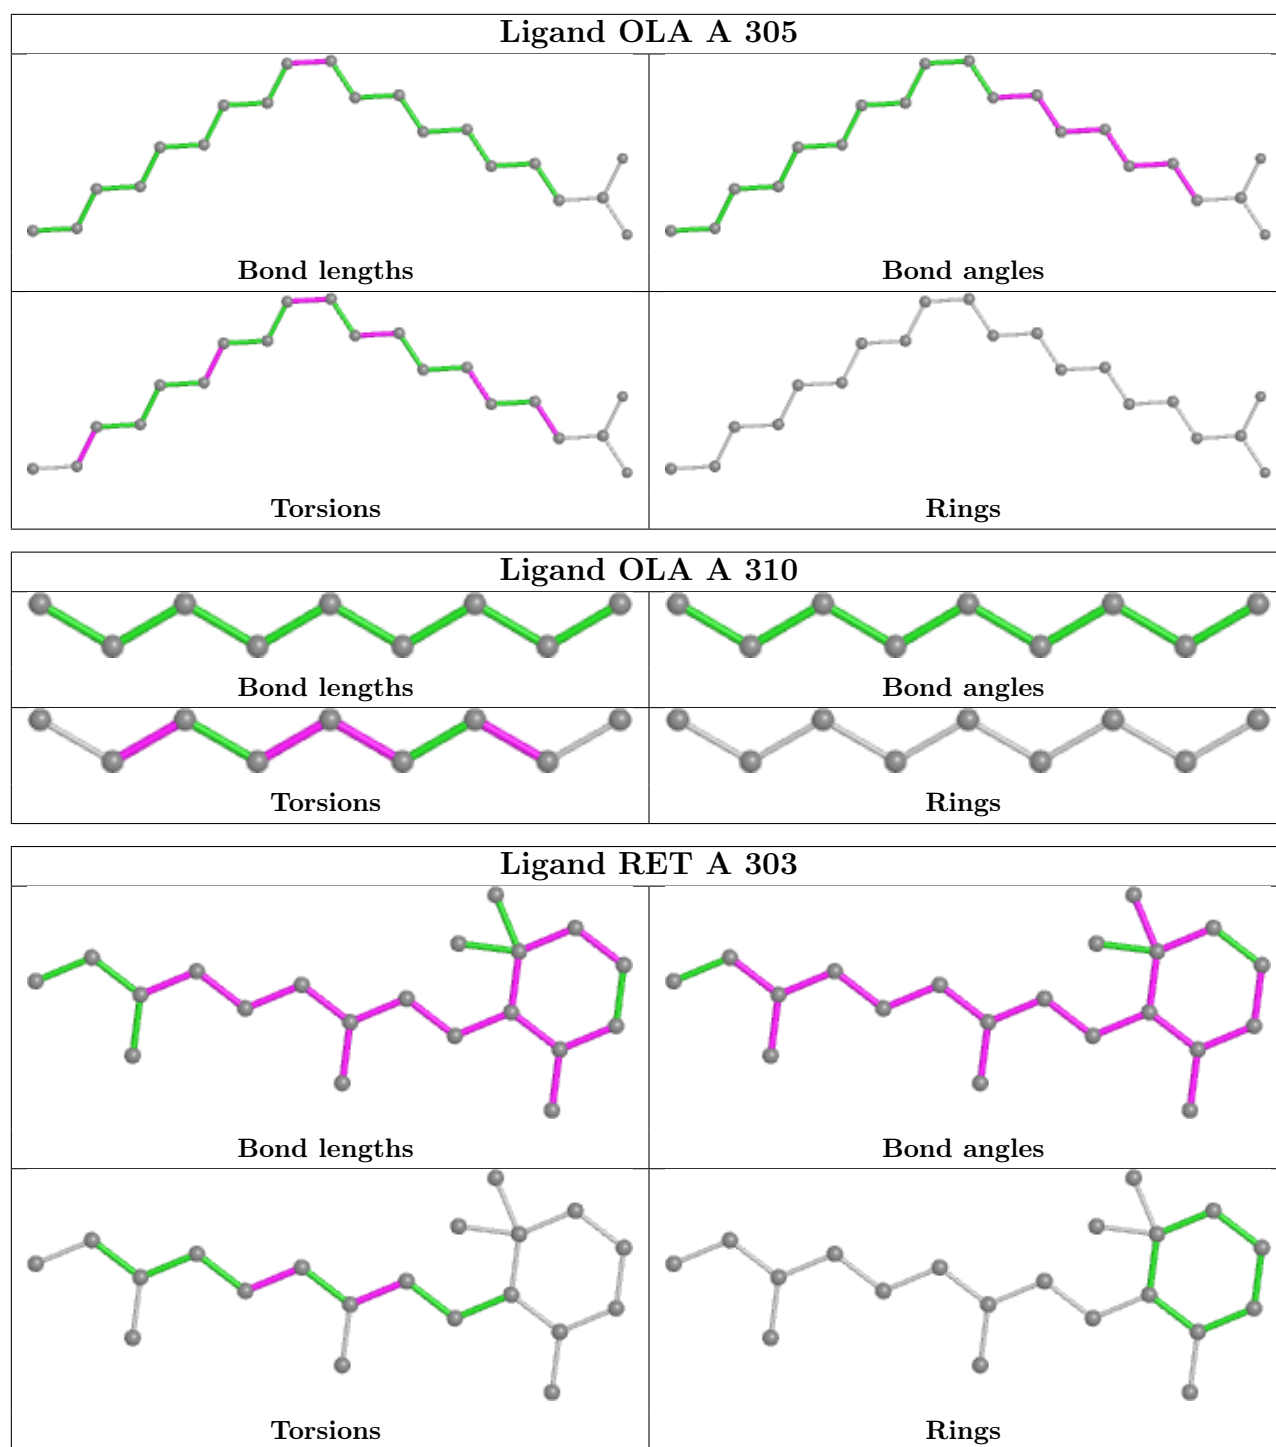 Ligand OLA A 305
Bond lengths
Bond angles
Torsions
Rings
Ligand OLA A 310
Bond lengths
Bond angles
Torsions
Rings
Ligand RET A 303
Bond lengths
Bond angles
Torsions
Rings